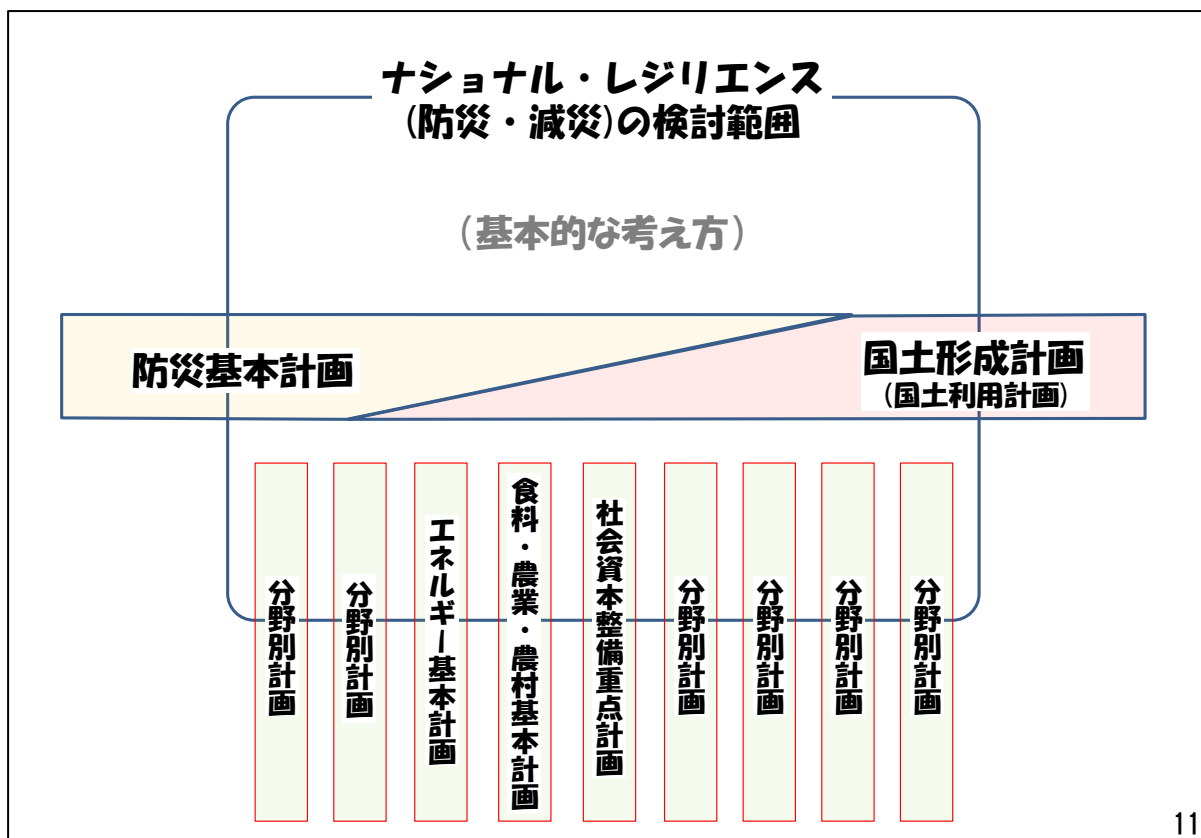 ナショナル・レジリエンス
(防災・減災)の検討範囲
(基本的な考え方)
防災基本計画
国土形成計画
(国土利用計画)
分野別計画
分野別計画
エネルギー基本計画
食料・農業・農村基本計画
社会資本整備重点計画
分野別計画
分野別計画
分野別計画
分野別計画
11